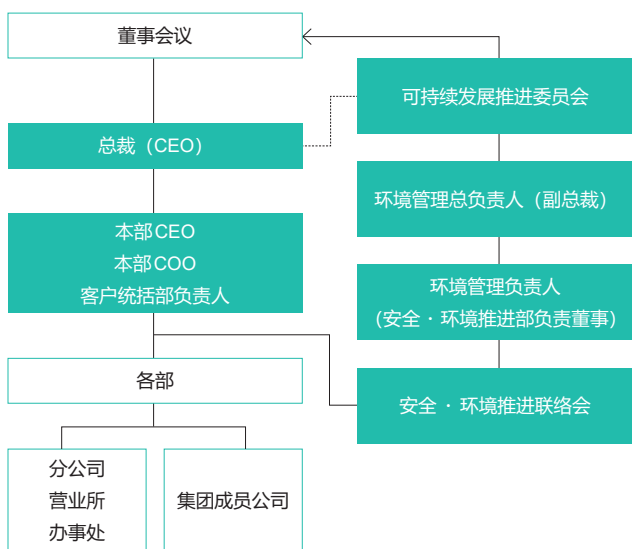 董事会议
总裁（CEO）
本部CEO
本部COO
客户统括部负责人
各部
分公司
营业所
办事处
集团成员公司
可持续发展推进委员会
环境管理总负责人（副总裁）
环境管理负责人
（安全・环境推进部负责董事）
安全・环境推进联络会